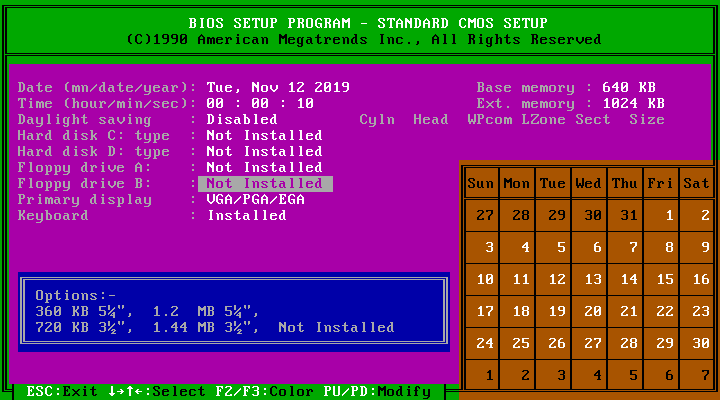 BIOS SETUP PROGRAM - STANDARD CMOS SETUP
(C)1990 American Megatrends Inc., All Rights Reserved
Date (mn/date/year): Tue, Nov 12 2019 Base memory : 640 KB
Time (hour/min/sec): 00 : 00 : 10 Ext. memory : 1024 KB
Daylight saving : Disabled Cyln Head WPcom LZone Sect Size
Hard disk C: type : Not Installed
Hard disk D: type : Not Installed
Floppy drive A: : Not Installed
Floppy drive B: : Not Installed
Primary display : VGA/PGA/EGA
Keyboard : Installed
Sun Mon Tue Wed Thu Fri Sat
27 28 29 30 31 1 2
3 4 5 6 7 8 9
10 11 12 13 14 15 16
17 18 19 20 21 22 23
24 25 26 27 28 29 30
1 2 3 4 5 6 7
Options:-
360 KB 5¼", 1.2 MB 5¼",
720 KB 3½", 1.44 MB 3½", Not Installed
ESC:Exit ↓→↑←:Select F2/F3:Color PU/PD:Modify